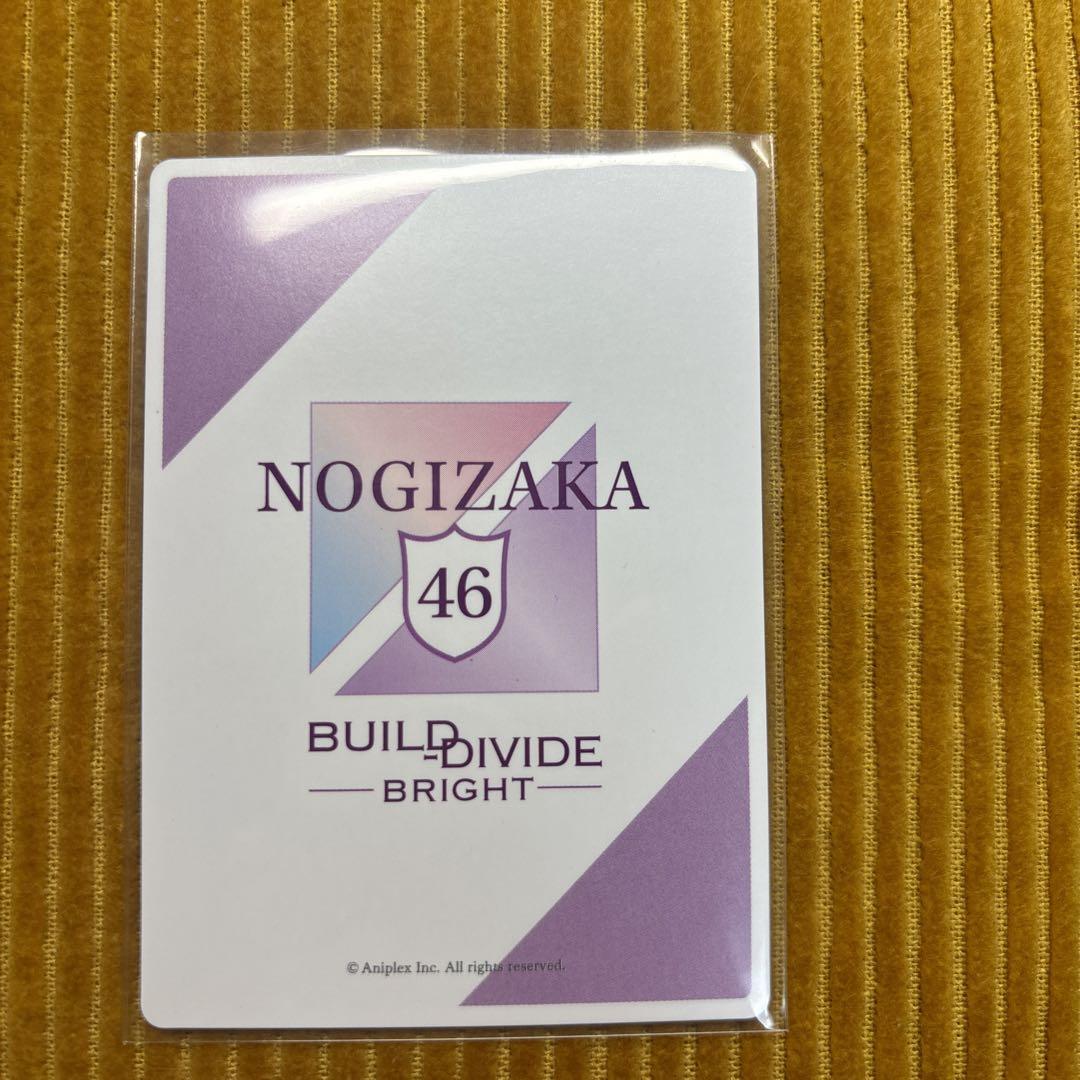 NOGIZAKA
46
BUILD-DIVIDE
BRIGHT
© Aniplex Inc. All rights reserved.